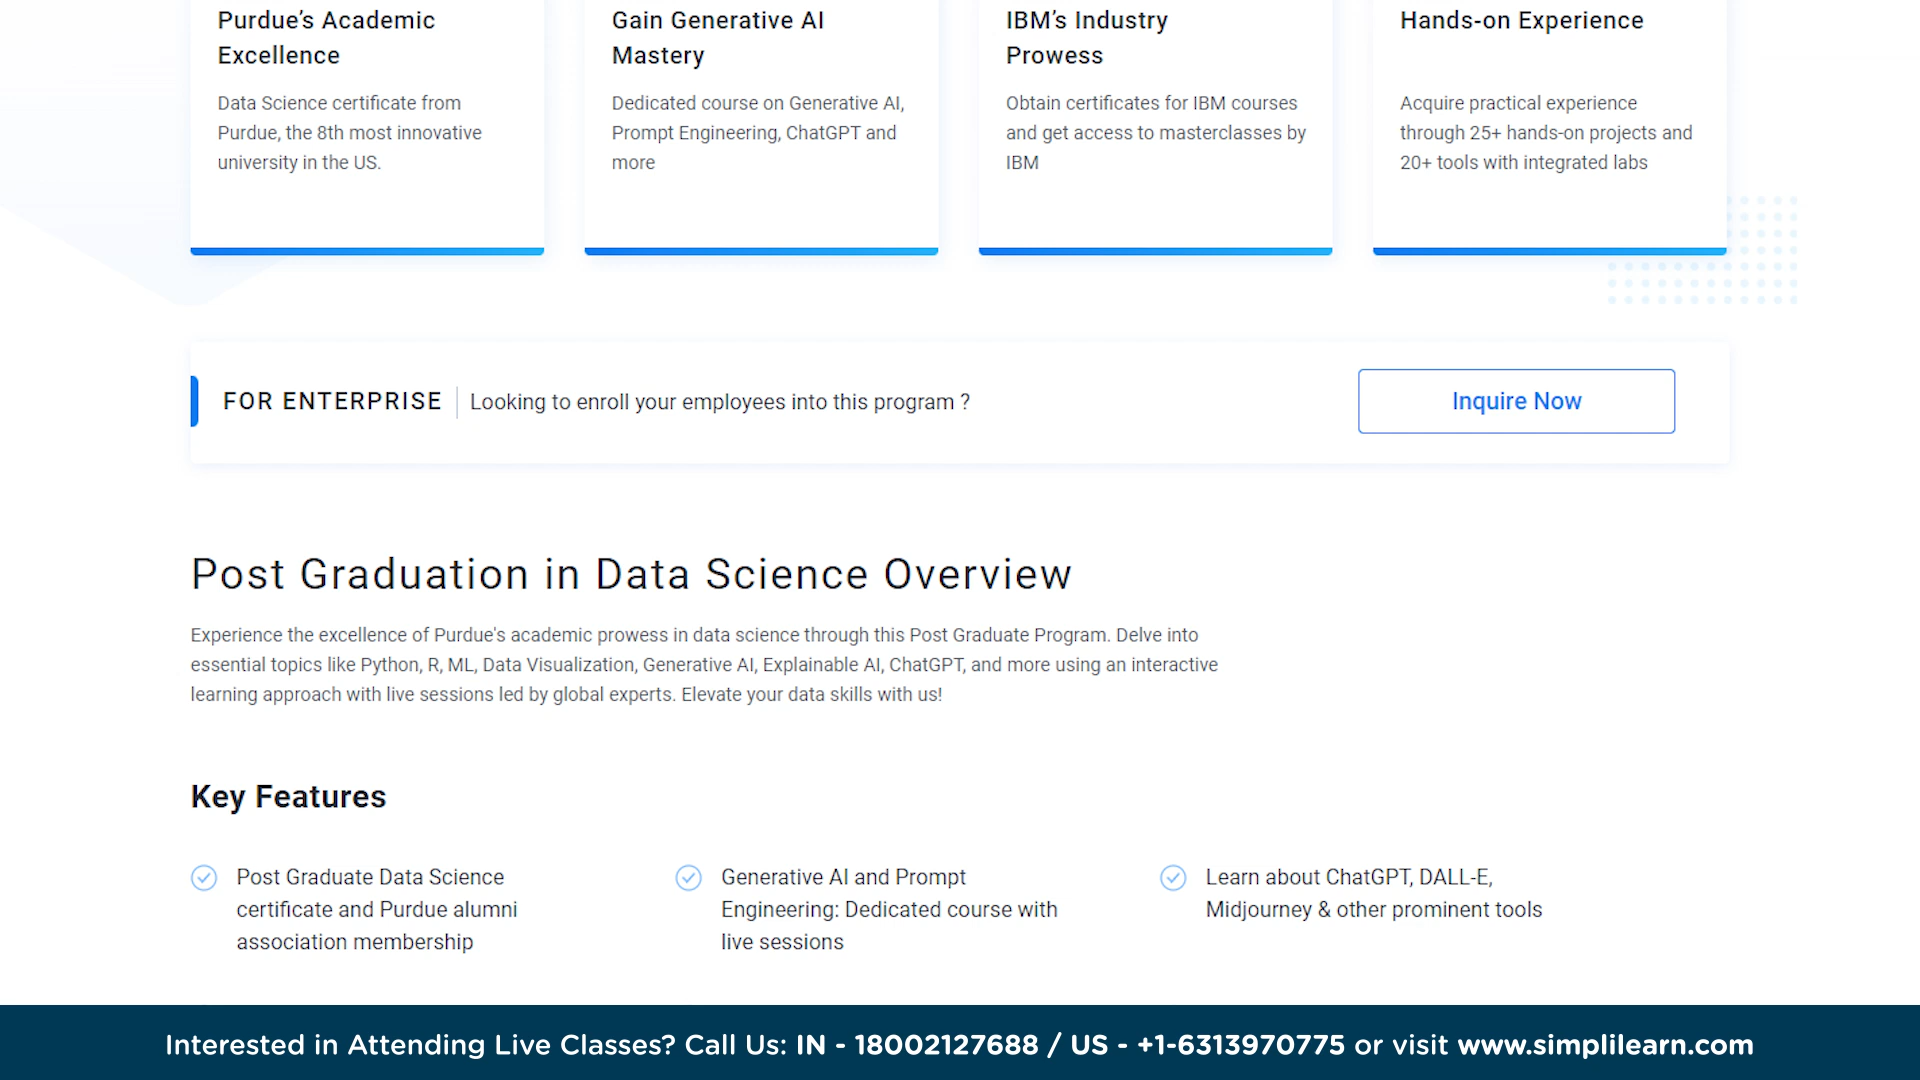 Purdue’s Academic
Excellence
Data Science certificate from
Purdue, the 8th most innovative
university in the US.
Gain Generative AI
Mastery
Dedicated course on Generative AI,
Prompt Engineering, ChatGPT and
more
IBM’s Industry
Prowess
Obtain certificates for IBM courses
and get access to masterclasses by
IBM
Hands-on Experience
Acquire practical experience
through 25+ hands-on projects and
20+ tools with integrated labs
FOR ENTERPRISE
Looking to enroll your employees into this program ?
Inquire Now
Post Graduation in Data Science Overview
Experience the excellence of Purdue's academic prowess in data science through this Post Graduate Program. Delve into
essential topics like Python, R, ML, Data Visualization, Generative AI, Explainable AI, ChatGPT, and more using an interactive
learning approach with live sessions led by global experts. Elevate your data skills with us!
Key Features
Post Graduate Data Science
certificate and Purdue alumni
association membership
Generative AI and Prompt
Engineering: Dedicated course with
live sessions
Learn about ChatGPT, DALL-E,
Midjourney & other prominent tools
Interested in Attending Live Classes? Call Us: IN - 18002127688 / US - +1-6313970775 or visit www.simplilearn.com